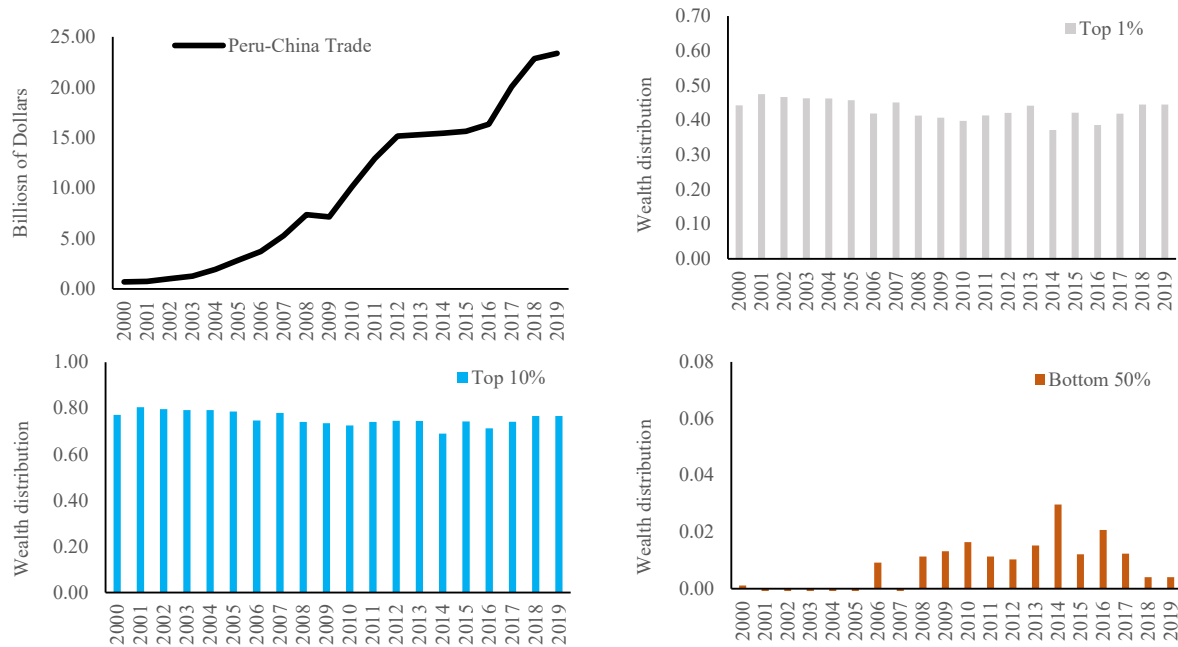 Peru-China Trade
Billiosn of Dollars
25.00
20.00
15.00
10.00
5.00
0.00
2000 2001 2002 2003 2004 2005 2006 2007 2008 2009 2010 2011 2012 2013 2014 2015 2016 2017 2018 2019
Top 1%
Wealth distribution
0.70
0.60
0.50
0.40
0.30
0.20
0.10
0.00
2000 2001 2002 2003 2004 2005 2006 2007 2008 2009 2010 2011 2012 2013 2014 2015 2016 2017 2018 2019
Top 10%
Wealth distribution
1.00
0.80
0.60
0.40
0.20
0.00
2000 2001 2002 2003 2004 2005 2006 2007 2008 2009 2010 2011 2012 2013 2014 2015 2016 2017 2018 2019
Bottom 50%
Wealth distribution
0.08
0.06
0.04
0.02
0.00
2000 2001 2002 2003 2004 2005 2006 2007 2008 2009 2010 2011 2012 2013 2014 2015 2016 2017 2018 2019